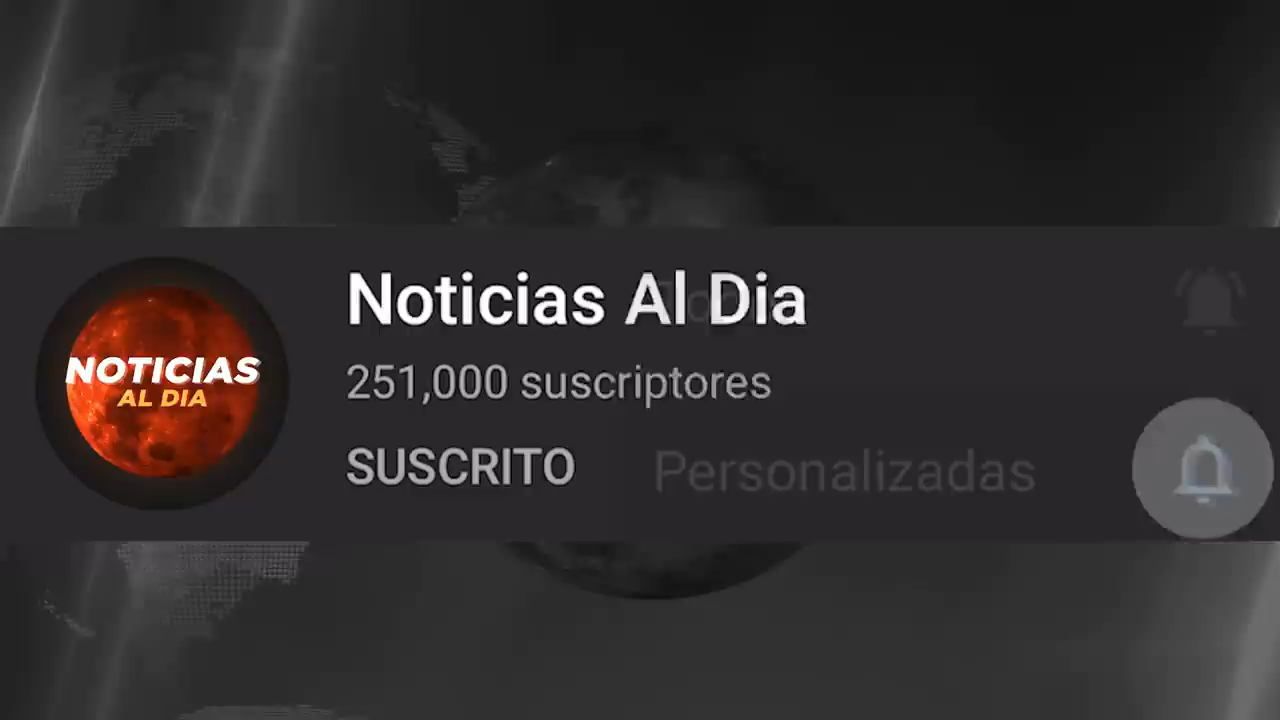 NOTICIAS
AL DIA
Noticias Al Dia
251,000 suscriptores
SUSCRITO
Personalizadas